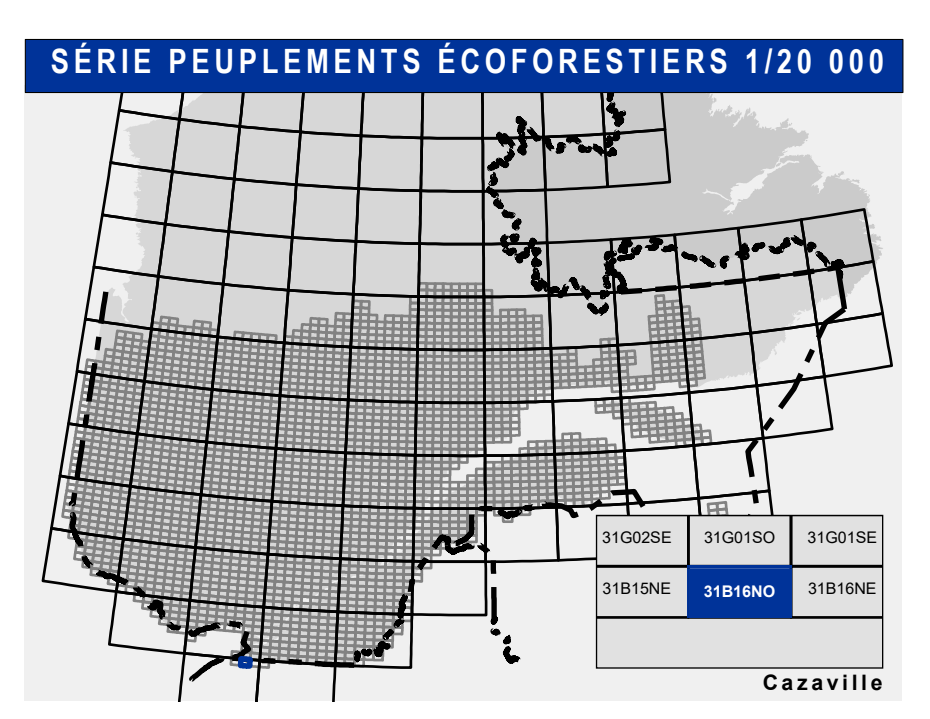 SÉRIE PEUPLEMENTS ÉCOFORESTIERS 1/20 000
31G02SE 31G01SO 31G01SE
31B15NE 31B16NO 31B16NE
Cazaville